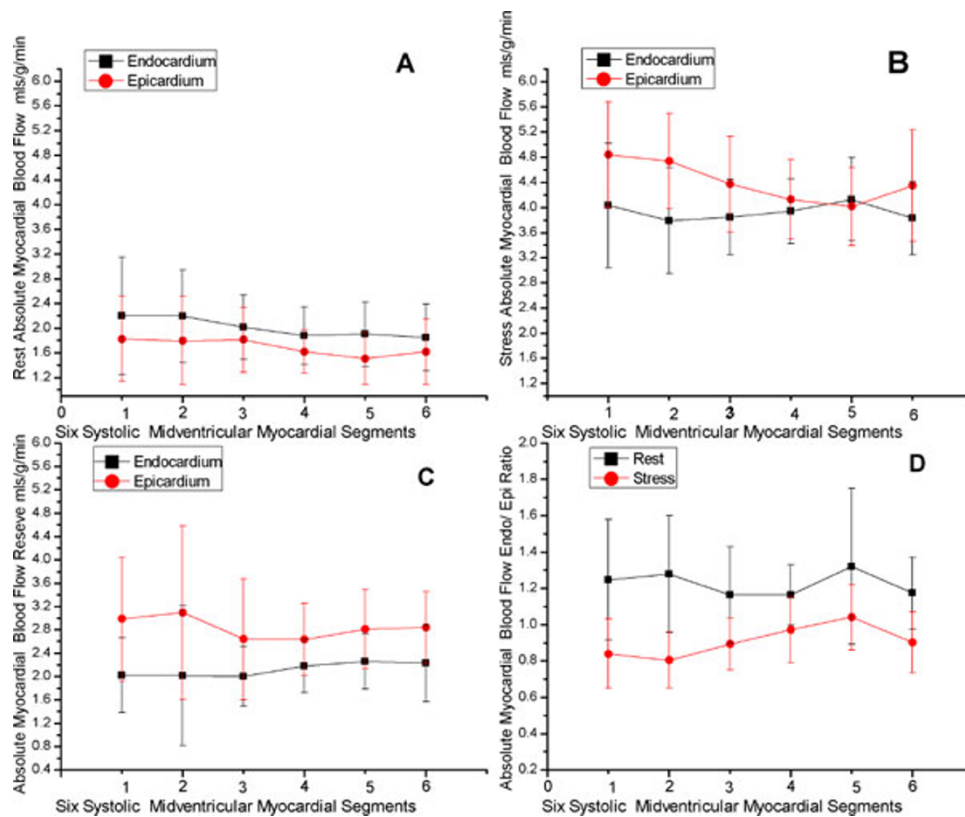 Endocardium
Epicardium
A
Rest Absolute Myocardial Blood Flow mls/g/min
6.0
5.6
5.2
4.8
4.4
4.0
3.6
3.2
2.8
2.4
2.0
1.6
1.2
0 1 2 3 4 5 6
Six Systolic Midventricular Myocardial Segments
Endocardium
Epicardium
B
Stress Absolute Myocardial Blood Flow mls/g/min
6.0
5.6
5.2
4.8
4.4
4.0
3.6
3.2
2.8
2.4
2.0
1.6
1.2
0 1 2 3 4 5 6
Six Systolic Midventricular Myocardial Segments
Endocardium
Epicardium
C
Absolute Myocardial Blood Flow Reseve mls/g/min
6.0
5.6
5.2
4.8
4.4
4.0
3.6
3.2
2.8
2.4
2.0
1.6
1.2
0.8
0.4
0 1 2 3 4 5 6
Six Systolic Midventricular Myocardial Segments
Rest
Stress
D
Absolute Myocardial Blood Flow Endo/ Epi Ratio
2.0
1.8
1.6
1.4
1.2
1.0
0.8
0.6
0.4
0.2
0 1 2 3 4 5 6
Six Systolic Midventricular Myocardial Segments